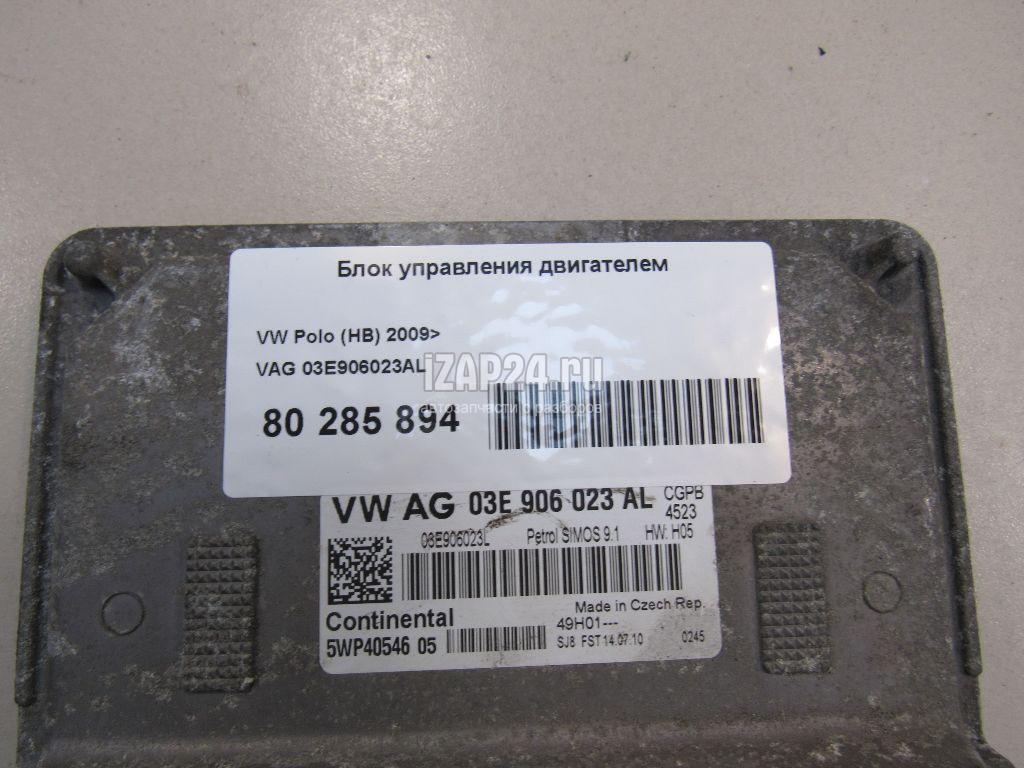 Блок управления двигателем
VW Polo (HB) 2009>
VAG 03E906023AL
iZAP24.ru
автозапчасти с разборов
80 285 894
VW AG 03E 906 023 AL CGPB
4523
03E906023L Petrol SIMOS 9.1 HW: H05
Continental Made in Czech Rep.
49H01---
5WP40546 05 SJ8 FST 14.07.10 0245